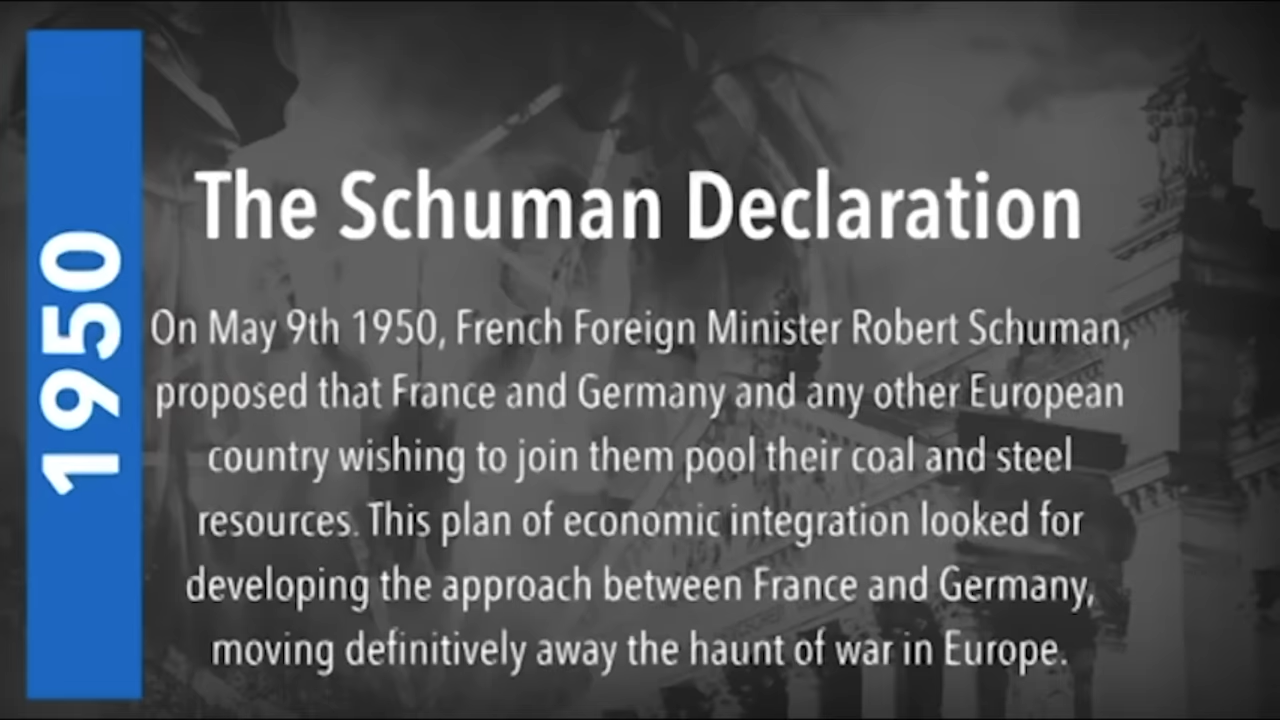 1950
The Schuman Declaration
On May 9th 1950, French Foreign Minister Robert Schuman,
proposed that France and Germany and any other European
country wishing to join them pool their coal and steel
resources. This plan of economic integration looked for
developing the approach between France and Germany,
moving definitively away the haunt of war in Europe.